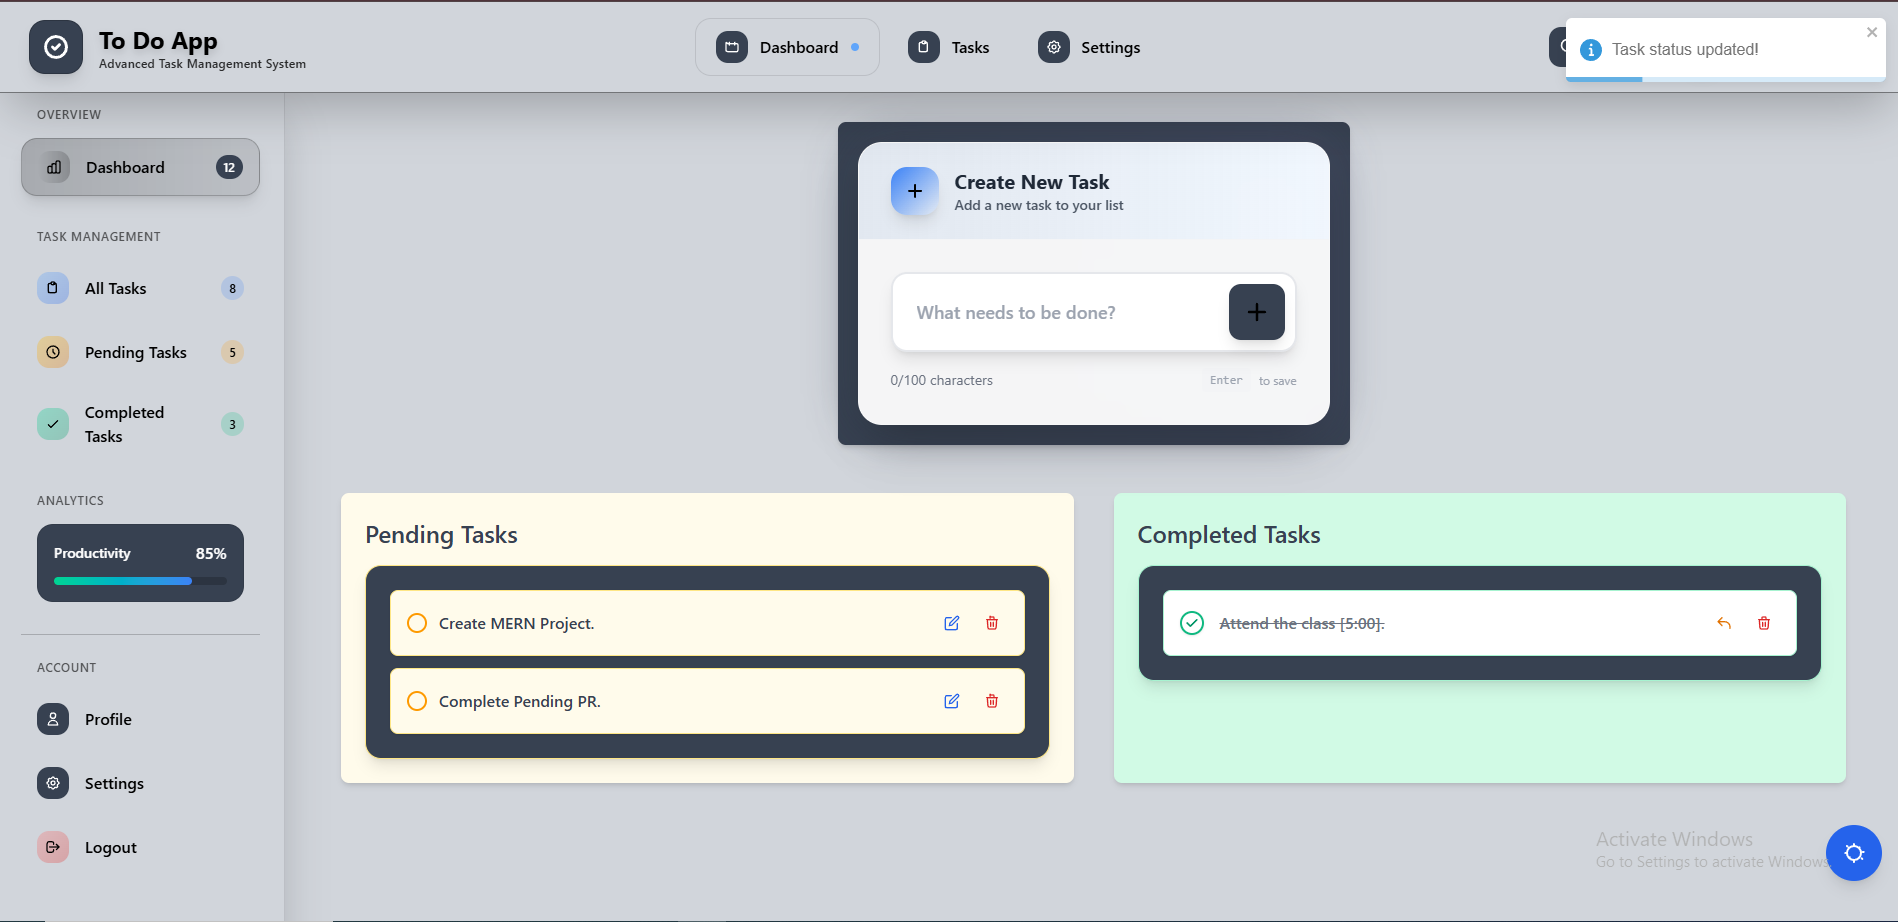 To Do App
Advanced Task Management System
Dashboard
Tasks
Settings
Task status updated!
OVERVIEW
Dashboard
12
TASK MANAGEMENT
All Tasks
8
Pending Tasks
5
Completed
Tasks
3
ANALYTICS
Productivity
85%
ACCOUNT
Profile
Settings
Logout
Create New Task
Add a new task to your list
What needs to be done?
0/100 characters
Enter to save
Pending Tasks
Create MERN Project.
Complete Pending PR.
Completed Tasks
Attend the class [5:00].
Activate Windows
Go to Settings to activate Windows